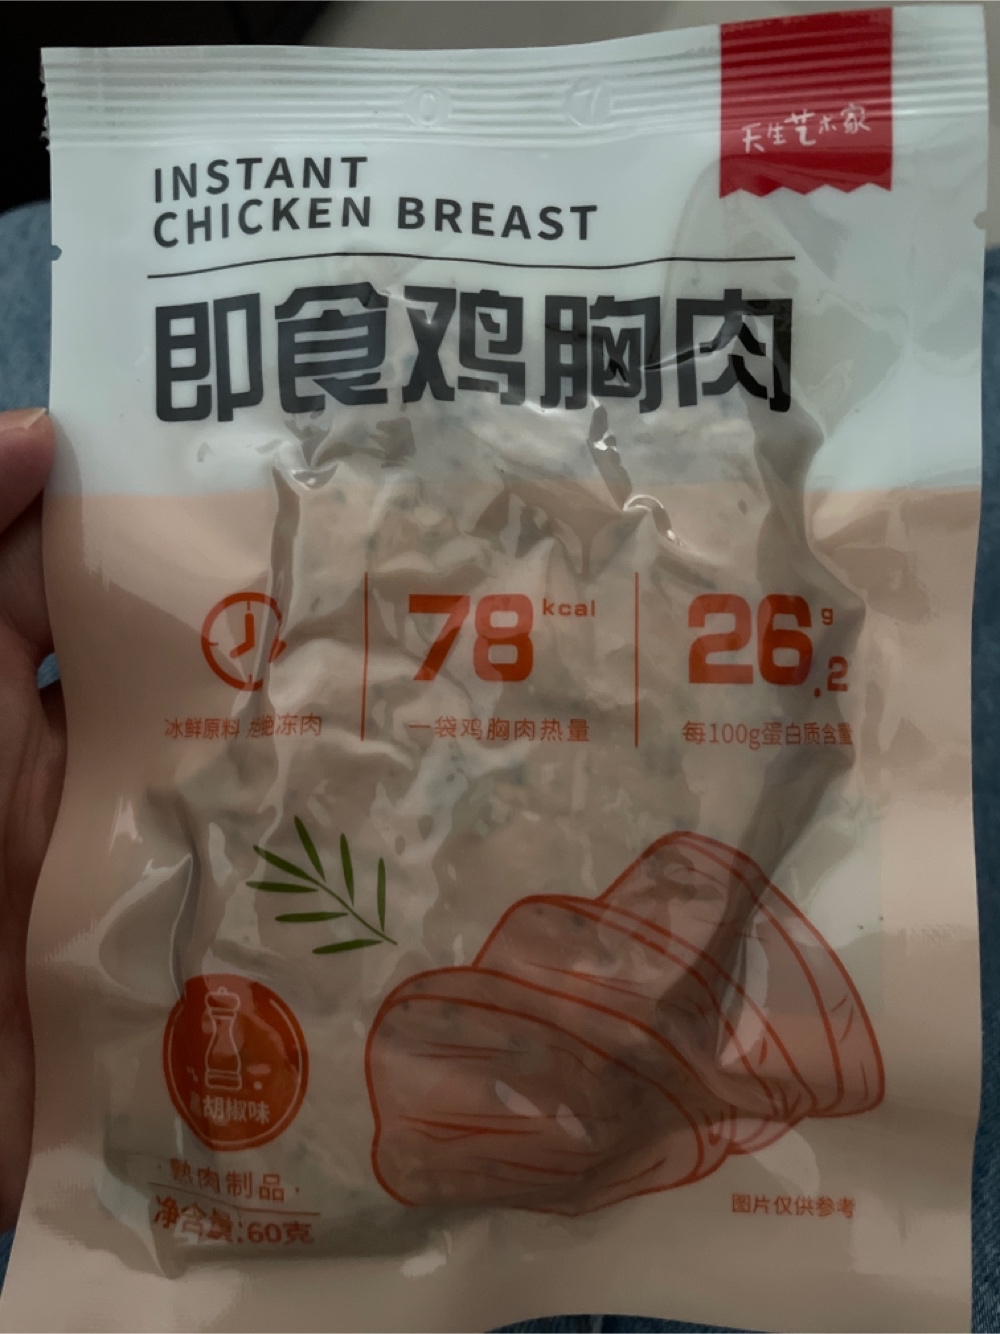 天生艺术家
INSTANT
CHICKEN BREAST
即食鸡胸肉
78 kcal
26.2 g
冰鲜原料 拒绝冻肉
一袋鸡胸肉热量
每100g蛋白质含量
胡椒味
·熟肉制品·
净含量:60克
图片仅供参考